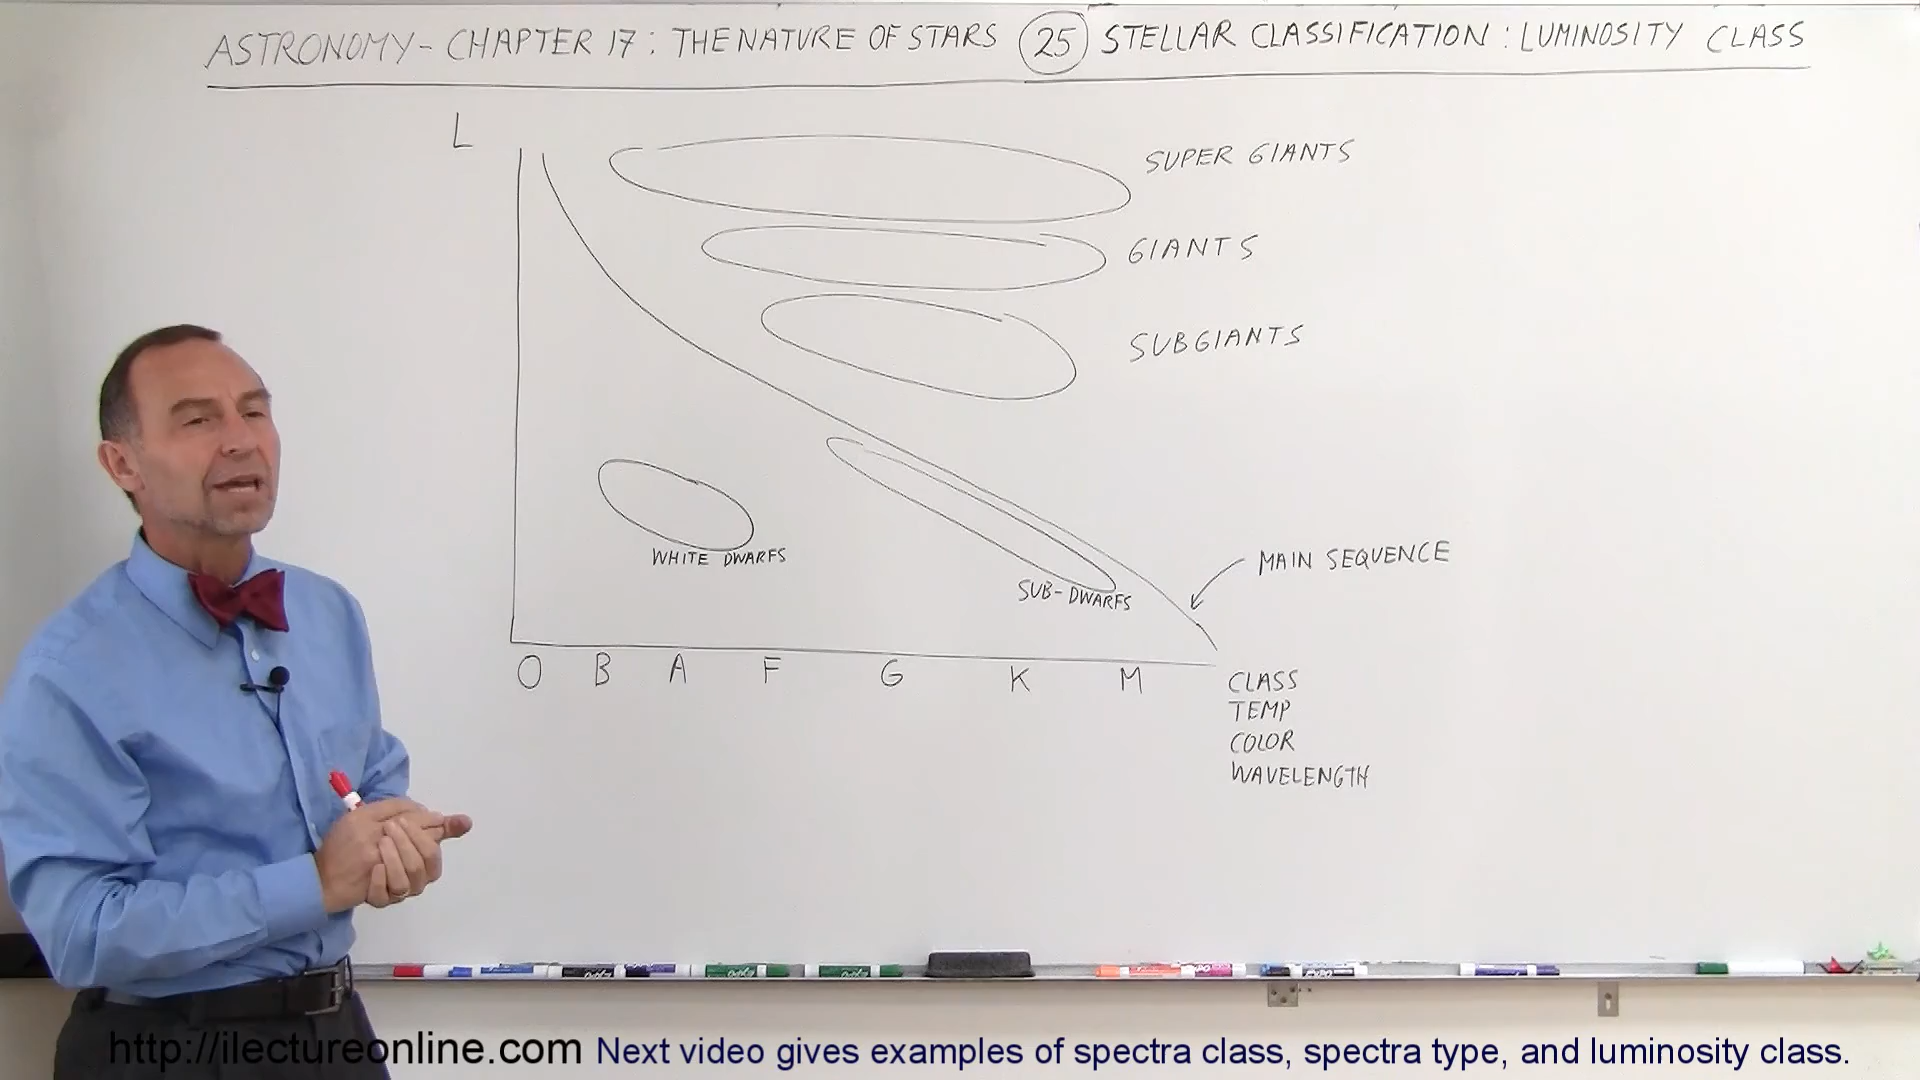 ASTRONOMY - CHAPTER 17 : THE NATURE OF STARS 25 STELLAR CLASSIFICATION : LUMINOSITY CLASS
L
SUPER GIANTS
GIANTS
SUBGIANTS
WHITE DWARFS
SUB-DWARFS
MAIN SEQUENCE
O B A F G K M
CLASS
TEMP
COLOR
WAVELENGTH
http://ilectureonline.com Next video gives examples of spectra class, spectra type, and luminosity class.